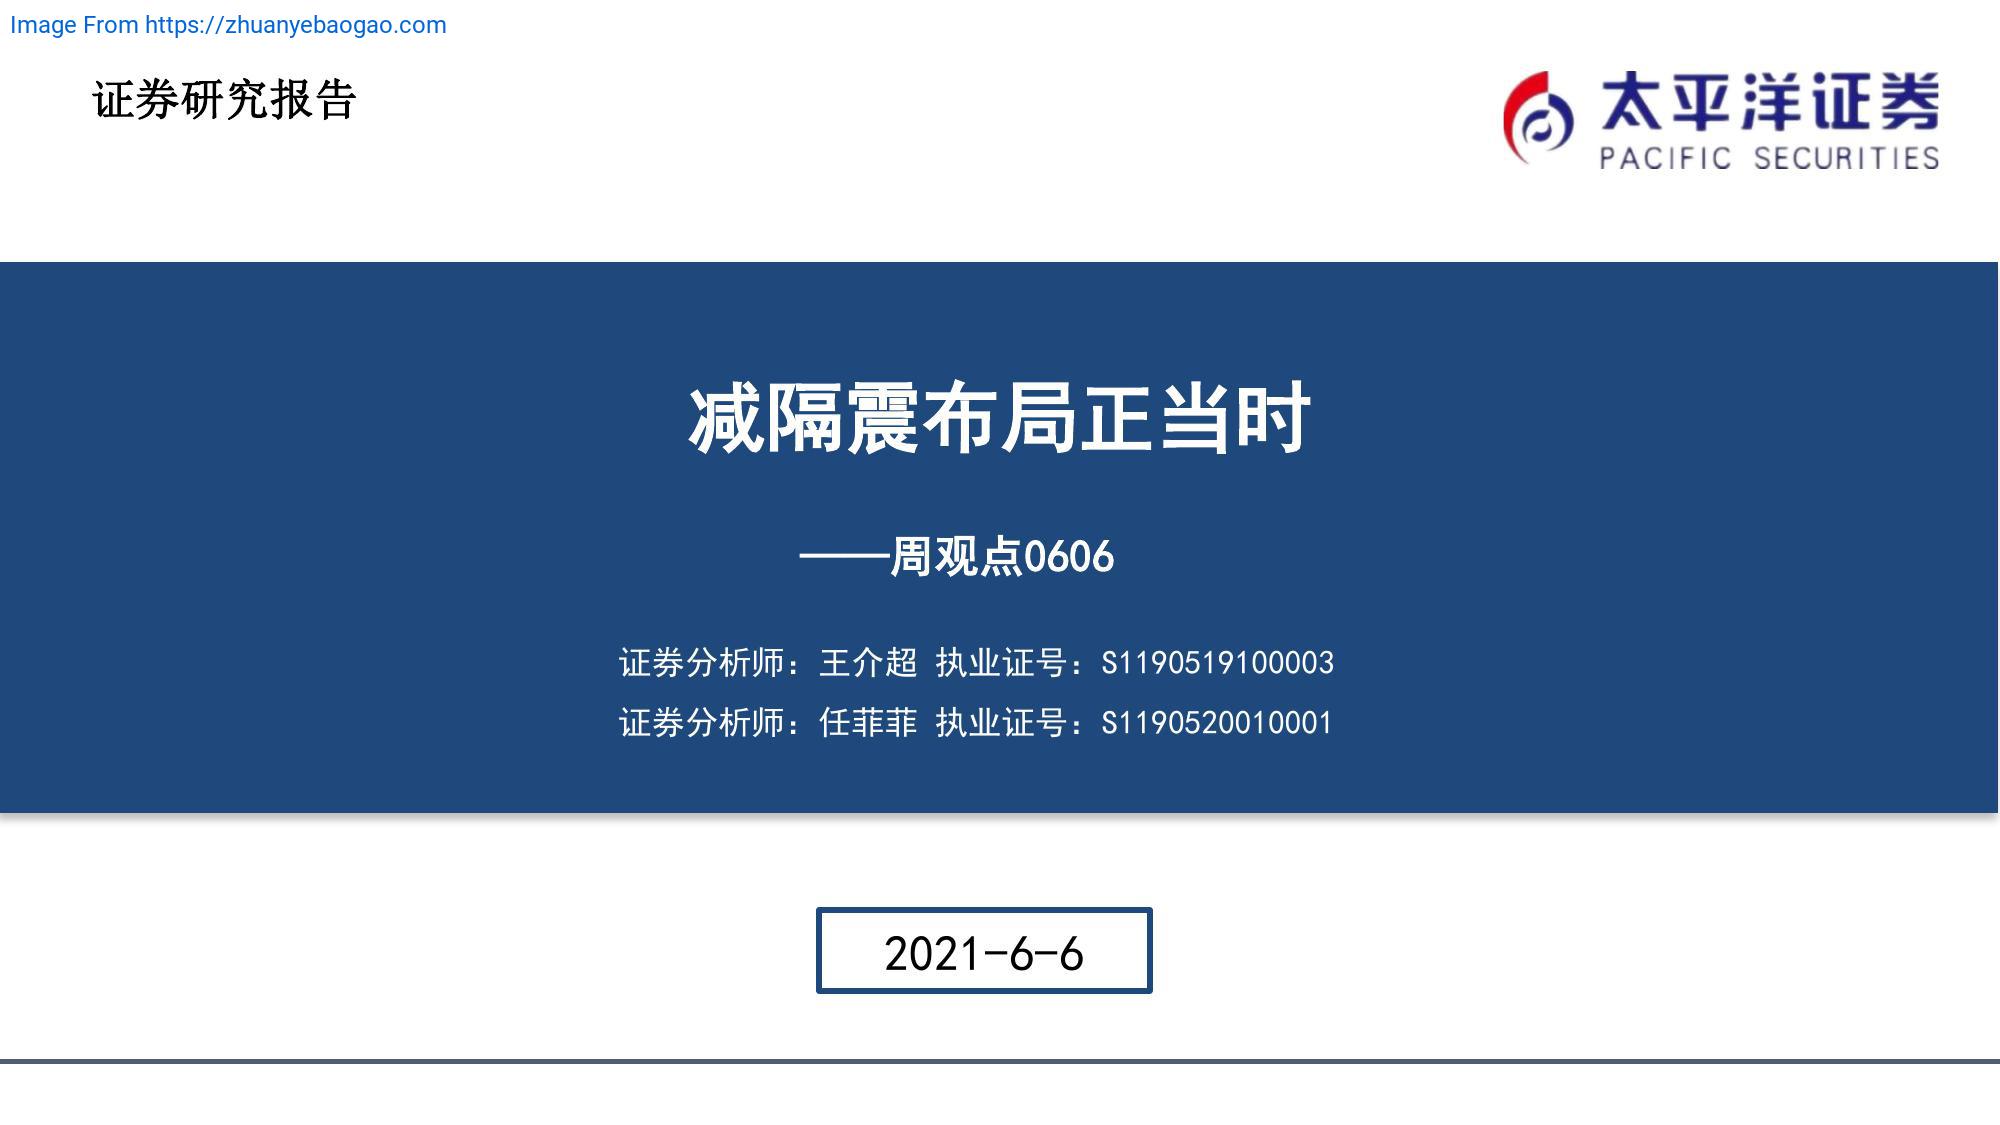 Image From https://zhuanyebaogao.com
证券研究报告
太平洋证券
PACIFIC SECURITIES
减隔震布局正当时
——周观点0606
证券分析师：王介超 执业证号：S1190519100003
证券分析师：任菲菲 执业证号：S1190520010001
2021-6-6